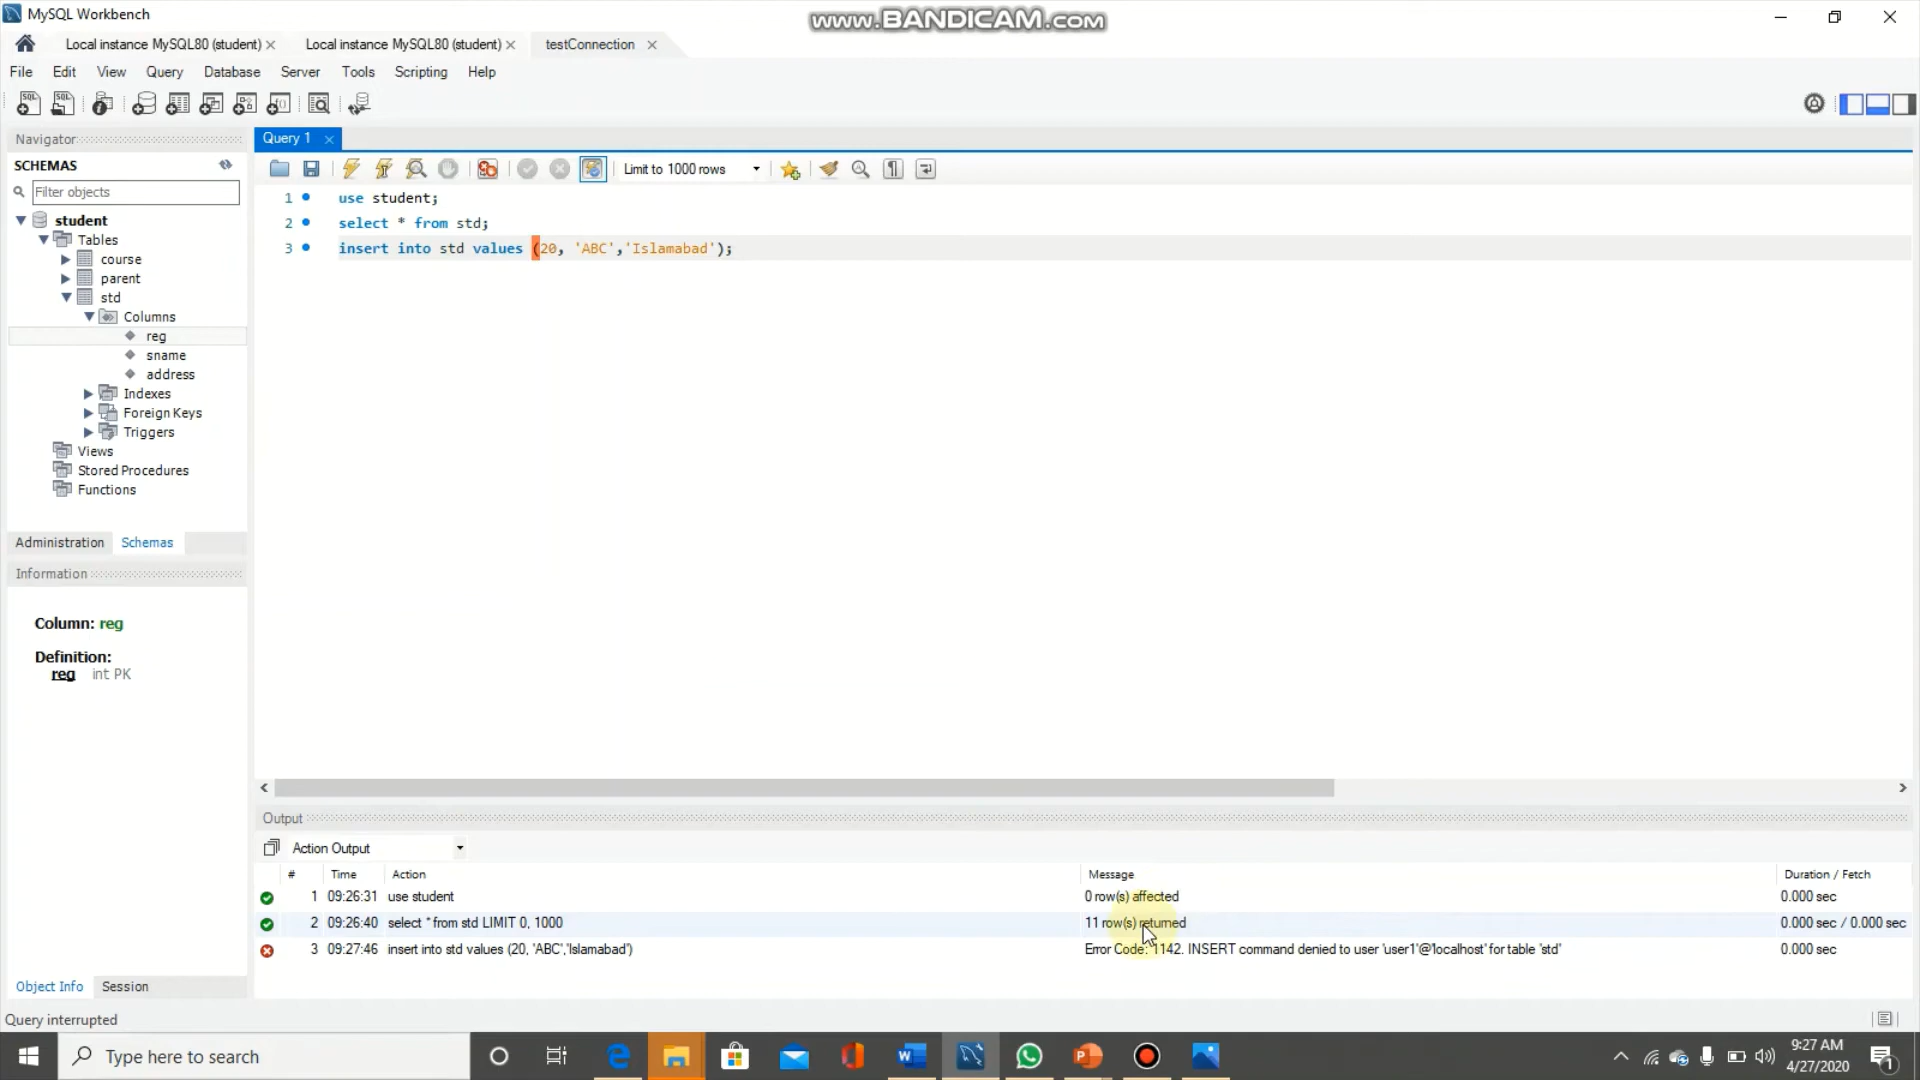 MySQL Workbench
www.BANDICAM.com
Local instance MySQL80 (student)
Local instance MySQL80 (student)
testConnection
File Edit View Query Database Server Tools Scripting Help
Navigator
SCHEMAS
Filter objects
student
Tables
course
parent
std
Columns
reg
sname
address
Indexes
Foreign Keys
Triggers
Views
Stored Procedures
Functions
Administration Schemas
Information
Column: reg
Definition:
reg int PK
Object Info Session
Query 1
Limit to 1000 rows
1 use student;
2 select * from std;
3 insert into std values (20, 'ABC','Islamabad');
Output
Action Output
# Time Action Message Duration / Fetch
1 09:26:31 use student 0 row(s) affected 0.000 sec
2 09:26:40 select * from std LIMIT 0, 1000 11 row(s) returned 0.000 sec / 0.000 sec
3 09:27:46 insert into std values (20, 'ABC','Islamabad') Error Code: 1142. INSERT command denied to user 'user1'@'localhost' for table 'std' 0.000 sec
Query interrupted
Type here to search
9:27 AM
4/27/2020
1